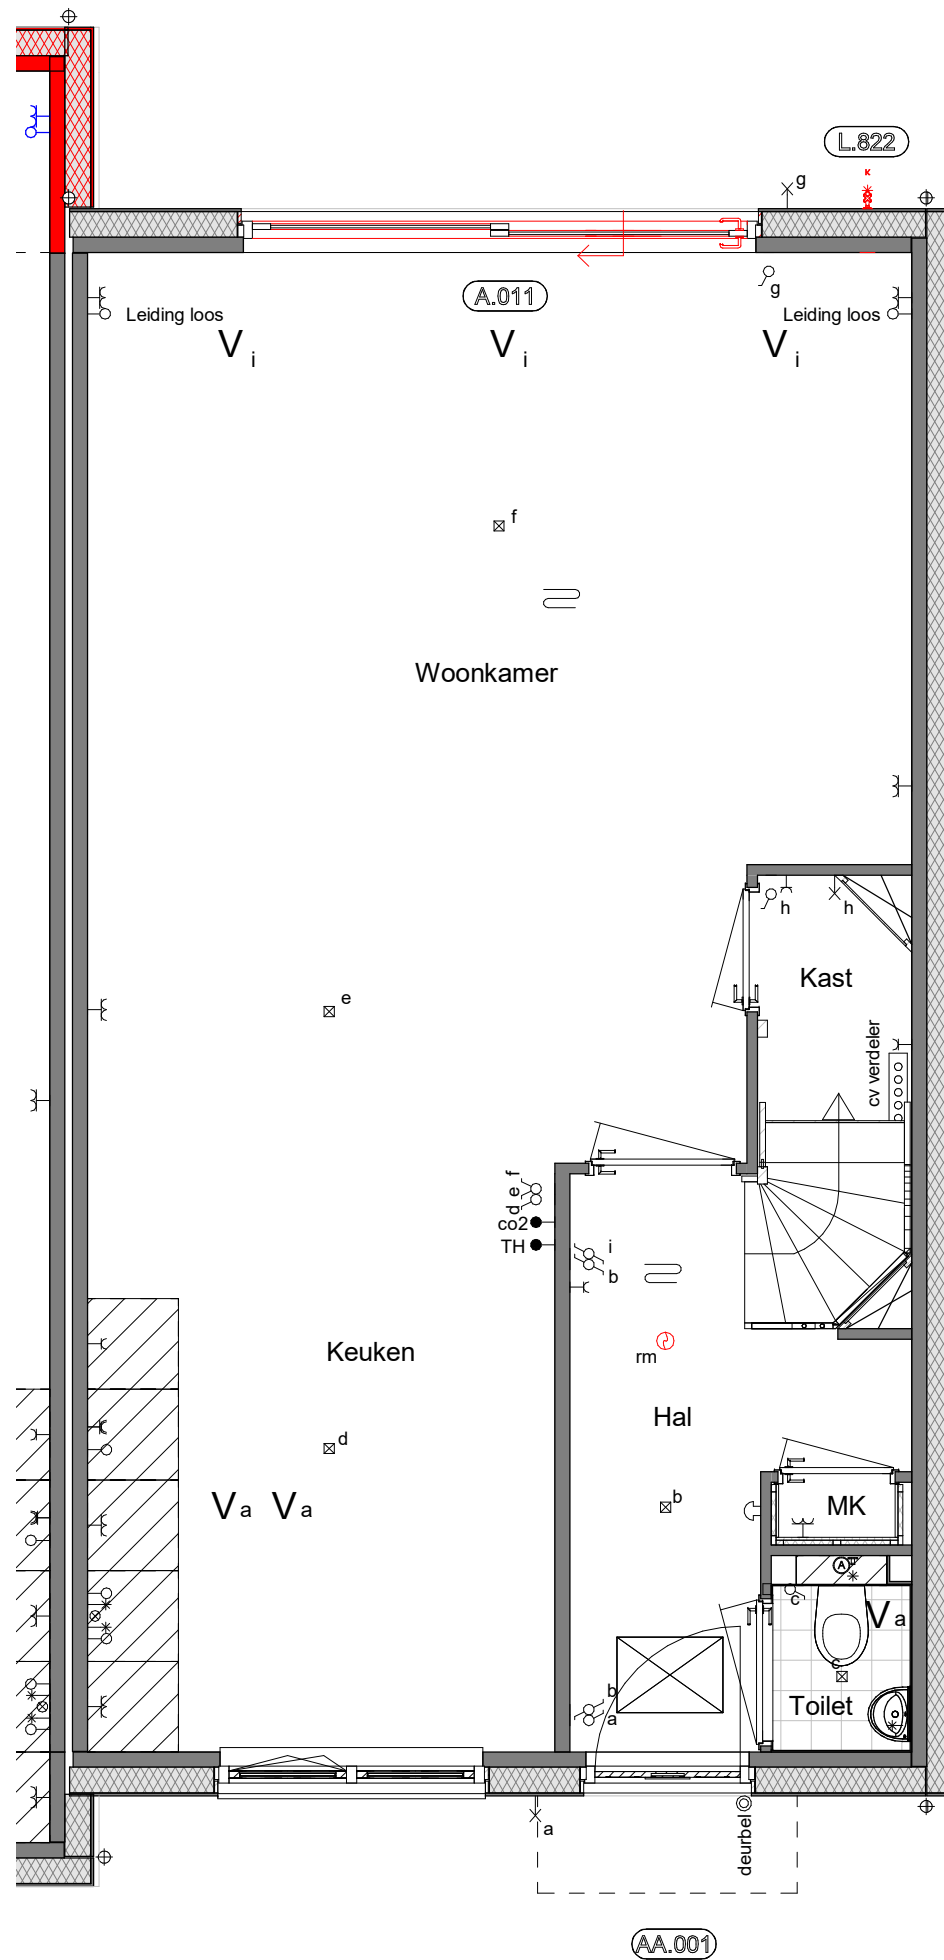 L.822
K
g
A.011
g
Leiding loos
Leiding loos
V i
V i
V i
f
Woonkamer
h
h
Kast
e
cv verdeler
d e f
co2
TH
i
b
Keuken
rm
Hal
d
V a V a
b
MK
A
c
V a
c
Toilet
b
a
a
deurbel
AA.001